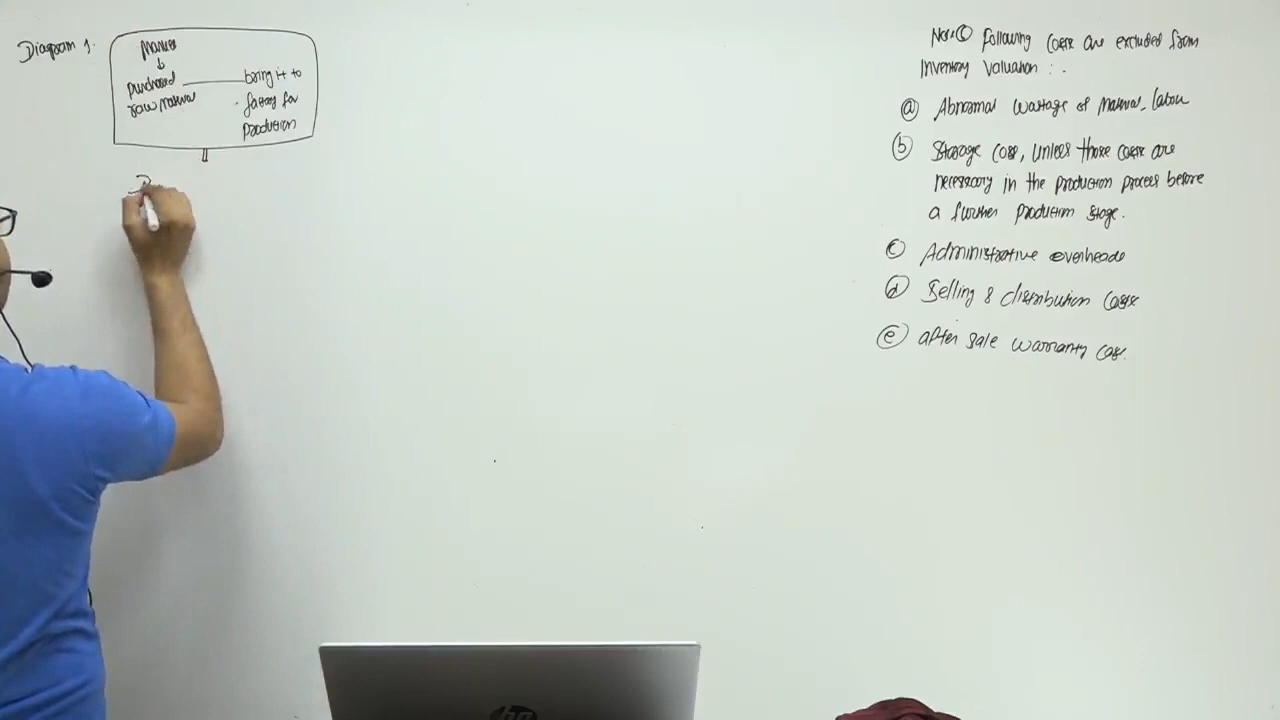 Diagram 1.
Market
↓
Purchased ——— bring it to
raw material . factory for
Production
Note① Following costs are excluded from
Inventory Valuation : .
ⓐ Abnormal wastage of Material, labour
ⓑ Storage cost, unless those costs are
necessary in the production process before
a further production stage.
ⓒ Administrative overheads
ⓓ Selling & distribution costs
ⓔ after sale warranty cost.
hp